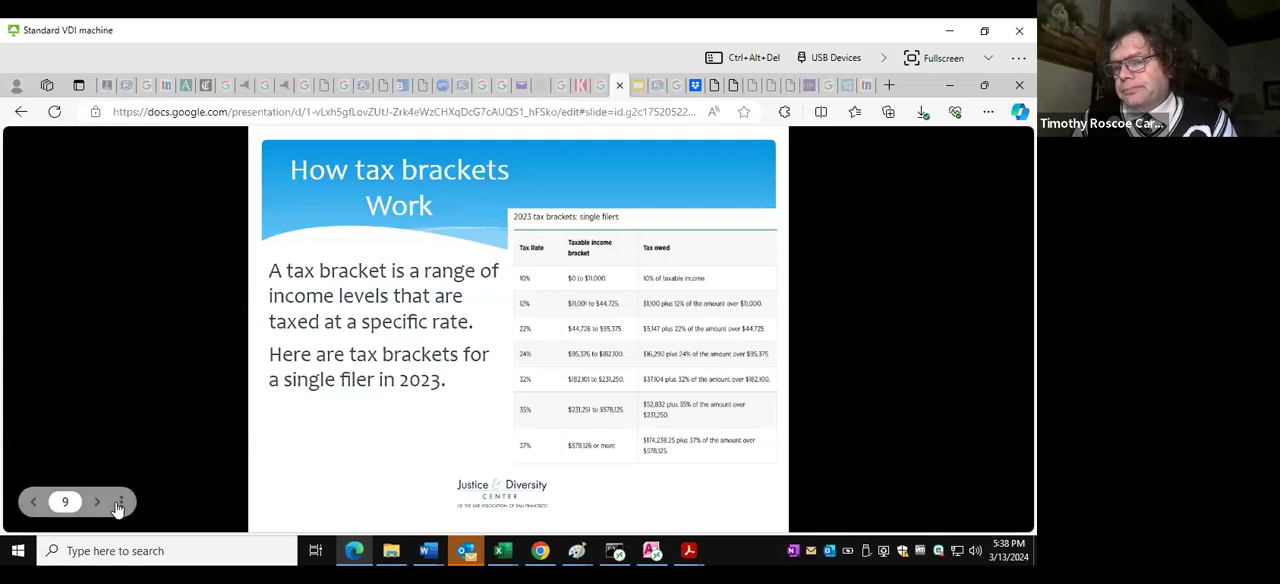 Standard VDI machine
Ctrl+Alt+Del
USB Devices
Fullscreen
https://docs.google.com/presentation/d/1-vLxh5gfLovZUtU-Zrk4eWzCHXqDcG7cAUQS1_hFSko/edit#slide=id.g2c17520522...
Timothy Roscoe Car...
How tax brackets
Work
A tax bracket is a range of
income levels that are
taxed at a specific rate.
Here are tax brackets for
a single filer in 2023.
2023 tax brackets: single filers
Tax Rate Taxable income bracket Tax owed
10% $0 to $11,000. 10% of taxable income
12% $11,001 to $44,725. $1,100 plus 12% of the amount over $11,000.
22% $44,726 to $95,375. $5,147 plus 22% of the amount over $44,725.
24% $95,376 to $182,100. $16,290 plus 24% of the amount over $95,375
32% $182,101 to $231,250. $37,104 plus 32% of the amount over $182,100.
35% $231,251 to $578,125. $52,832 plus 35% of the amount over
$231,250.
37% $578,126 or more. $174,238.25 plus 37% of the amount over
$578,125.
Justice & Diversity
CENTER
OF THE BAR ASSOCIATION OF SAN FRANCISCO
9
Type here to search
5:38 PM
3/13/2024